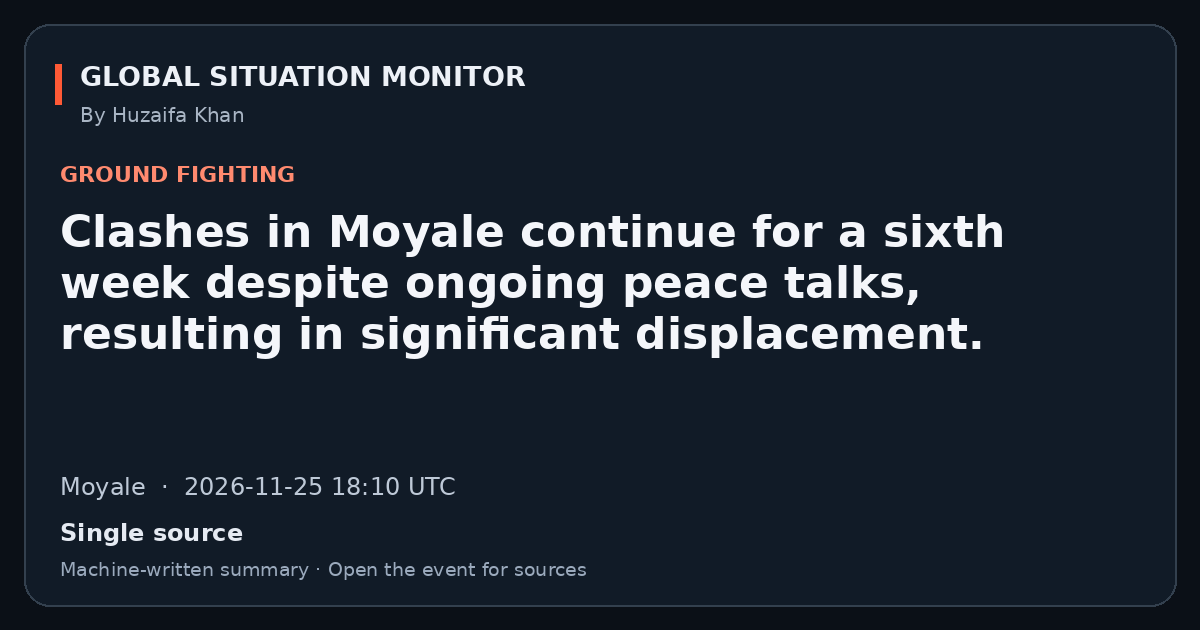 GLOBAL SITUATION MONITOR
By Huzaifa Khan
GROUND FIGHTING
Clashes in Moyale continue for a sixth
week despite ongoing peace talks,
resulting in significant displacement.
Moyale · 2026-11-25 18:10 UTC
Single source
Machine-written summary · Open the event for sources